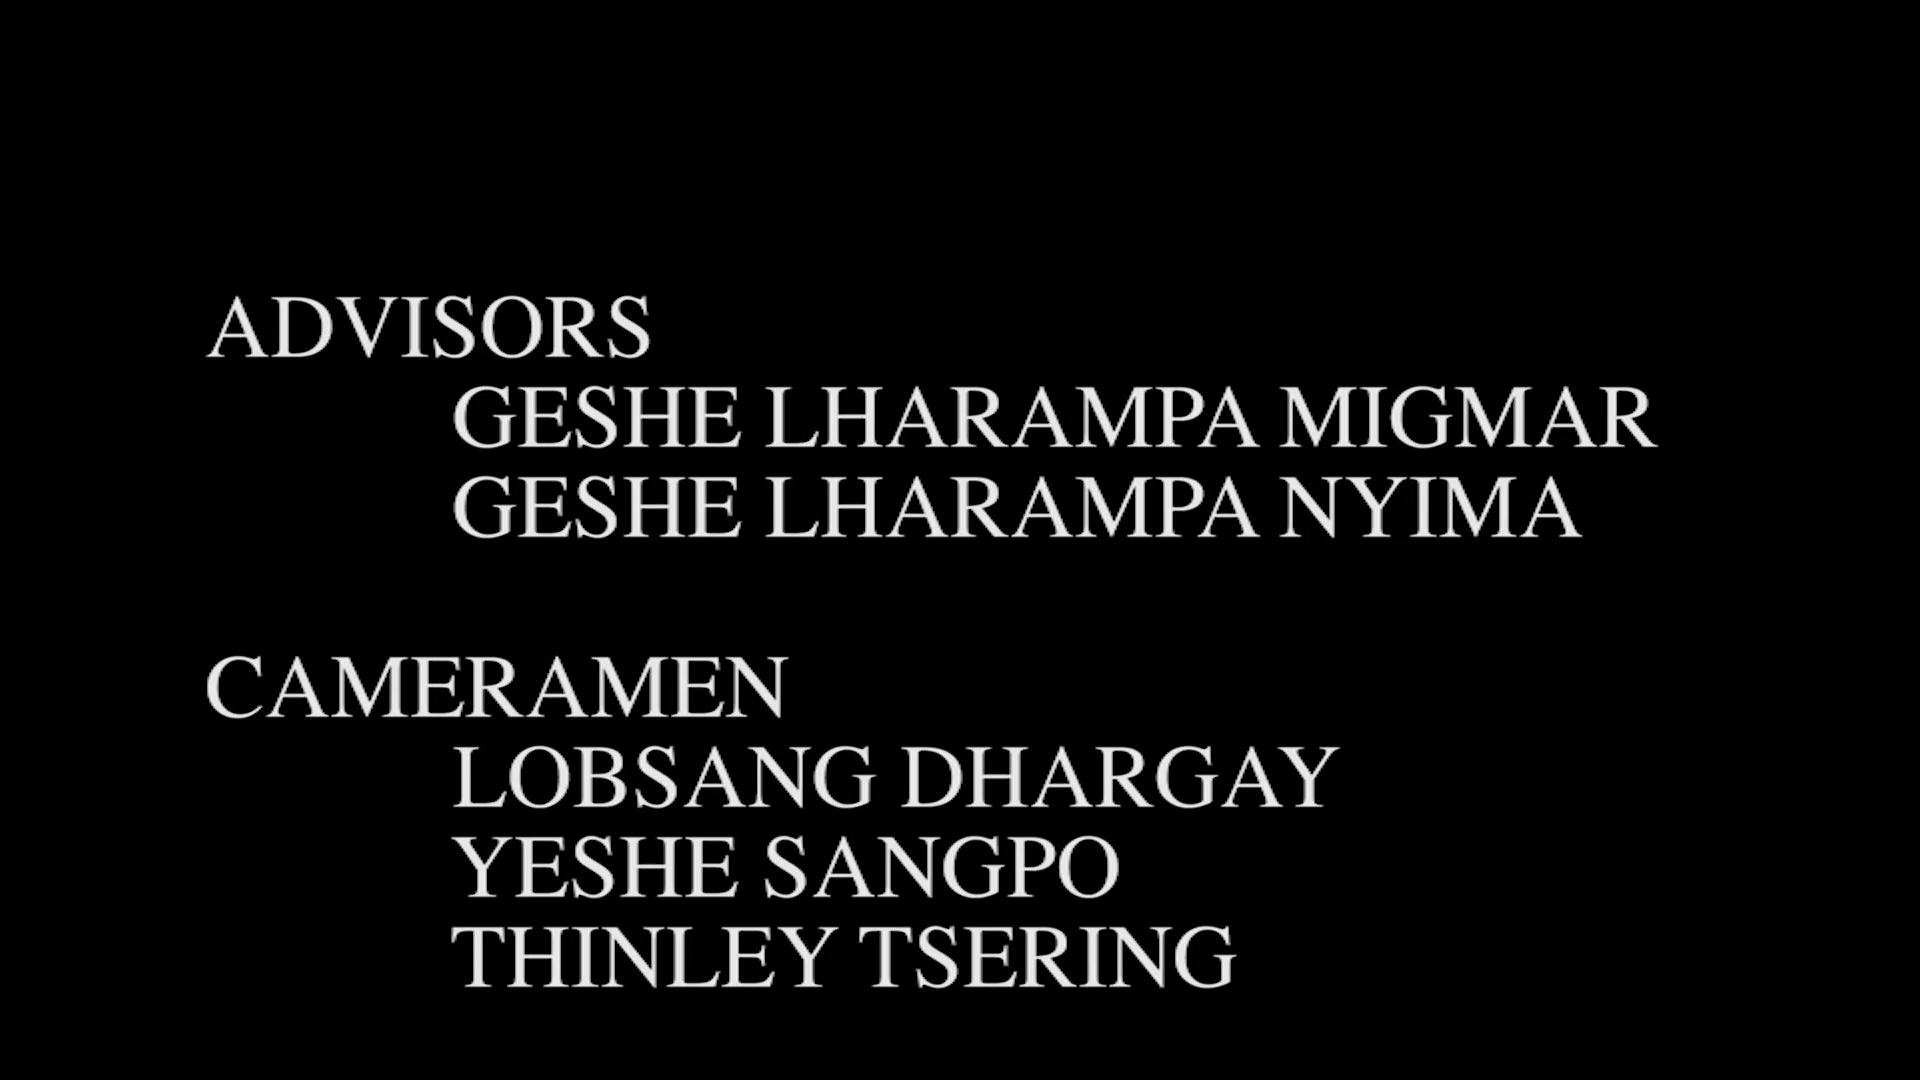 ADVISORS
GESHE LHARAMPA MIGMAR
GESHE LHARAMPA NYIMA
CAMERAMEN
LOBSANG DHARGAY
YESHE SANGPO
THINLEY TSERING